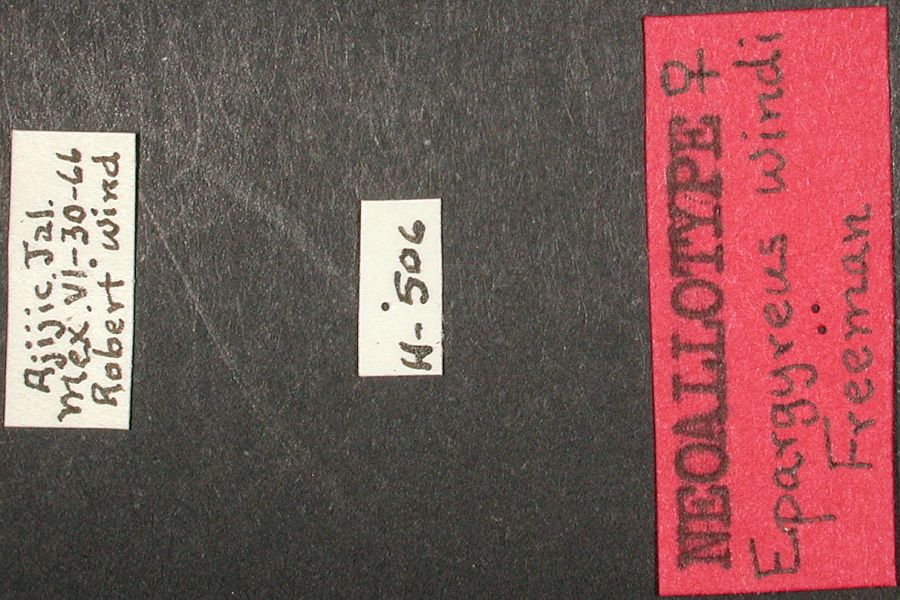 Ajijic. Jal.
Mex. VI-30-66
Robert Wind
H-506
NEOALLOTYPE ♀
Epargyreus windi
Freeman